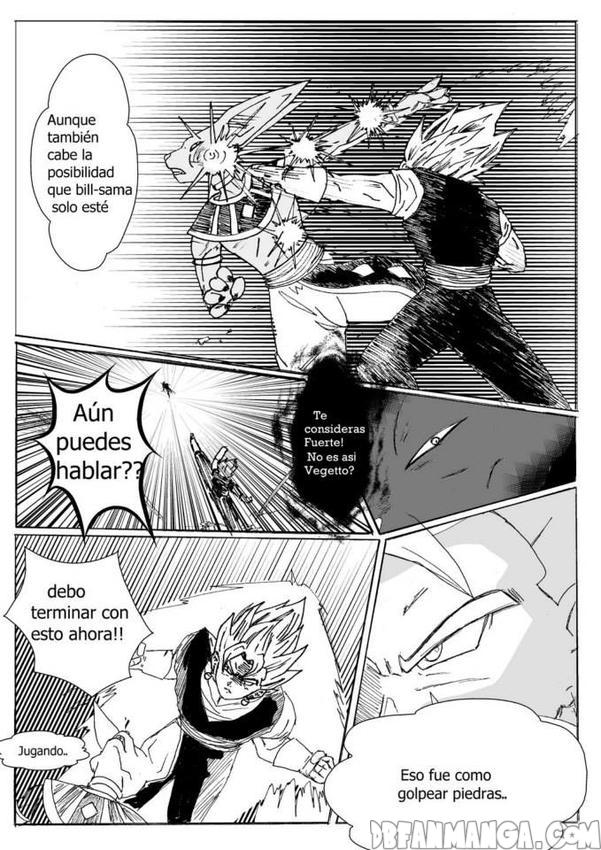 Aunque
también
cabe la
posibilidad
que bill-sama
solo esté
Aún
puedes
hablar??
Te
consideras
Fuerte!
No es asi
Vegetto?
debo
terminar con
esto ahora!!
Jugando..
Eso fue como
golpear piedras..
DBFANMANGA.COM